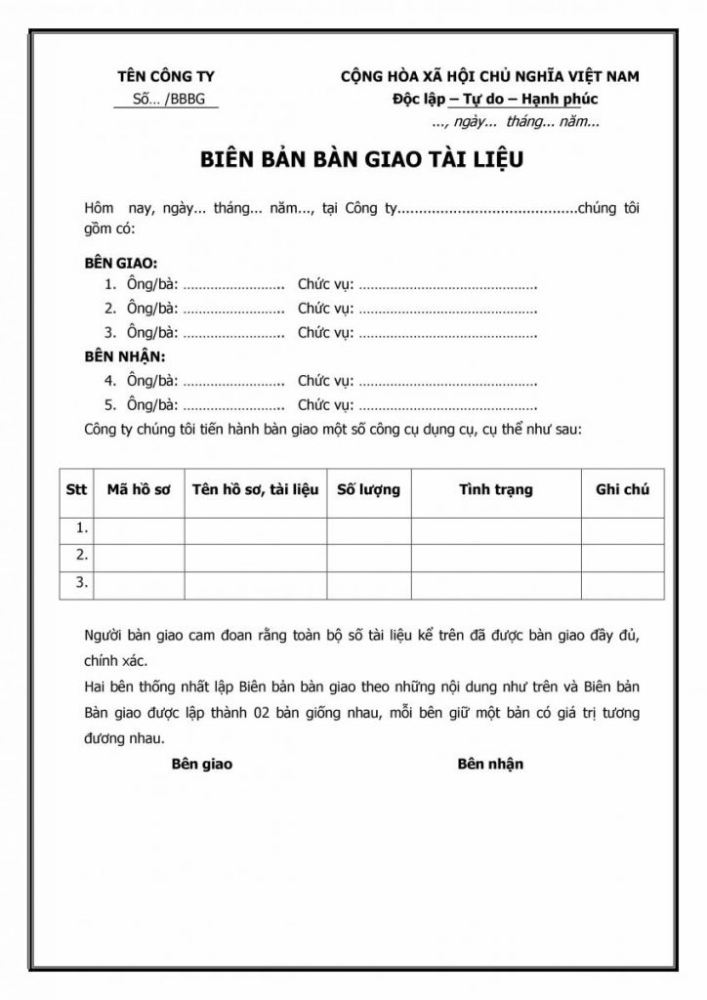 TÊN CÔNG TY
Số... /BBBG
CỘNG HÒA XÃ HỘI CHỦ NGHĨA VIỆT NAM
Độc lập – Tự do – Hạnh phúc
..., ngày... tháng... năm...
BIÊN BẢN BÀN GIAO TÀI LIỆU
Hôm nay, ngày... tháng... năm..., tại Công ty..........................................chúng tôi
gồm có:
BÊN GIAO:
1. Ông/bà: …………………….. Chức vụ: ……………………………………….
2. Ông/bà: …………………….. Chức vụ: ……………………………………….
3. Ông/bà: …………………….. Chức vụ: ……………………………………….
BÊN NHẬN:
4. Ông/bà: …………………….. Chức vụ: ……………………………………….
5. Ông/bà: …………………….. Chức vụ: ……………………………………….
Công ty chúng tôi tiến hành bàn giao một số công cụ dụng cụ, cụ thể như sau:
Stt Mã hồ sơ Tên hồ sơ, tài liệu Số lượng Tình trạng Ghi chú
1.
2.
3.
Người bàn giao cam đoan rằng toàn bộ số tài liệu kể trên đã được bàn giao đầy đủ,
chính xác.
Hai bên thống nhất lập Biên bản bàn giao theo những nội dung như trên và Biên bản
Bàn giao được lập thành 02 bản giống nhau, mỗi bên giữ một bản có giá trị tương
đương nhau.
Bên giao Bên nhận